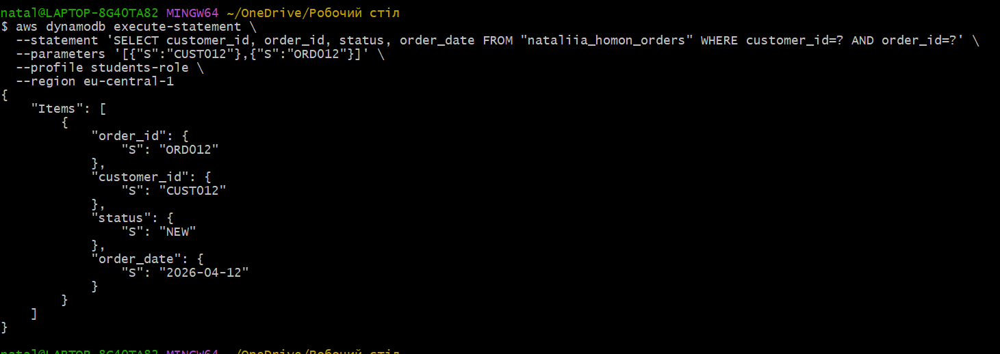 natal@LAPTOP-8G4OTA82 MINGW64 ~/OneDrive/Робочий стіл
$ aws dynamodb execute-statement \
  --statement 'SELECT customer_id, order_id, status, order_date FROM "nataliia_homon_orders" WHERE customer_id=? AND order_id=?' \
  --parameters '[{"S":"CUST012"},{"S":"ORD012"}]' \
  --profile students-role \
  --region eu-central-1
{
    "Items": [
        {
            "order_id": {
                "S": "ORD012"
            },
            "customer_id": {
                "S": "CUST012"
            },
            "status": {
                "S": "NEW"
            },
            "order_date": {
                "S": "2026-04-12"
            }
        }
    ]
}
natal@LAPTOP-8G4OTA82 MINGW64 ~/OneDrive/Робочий стіл